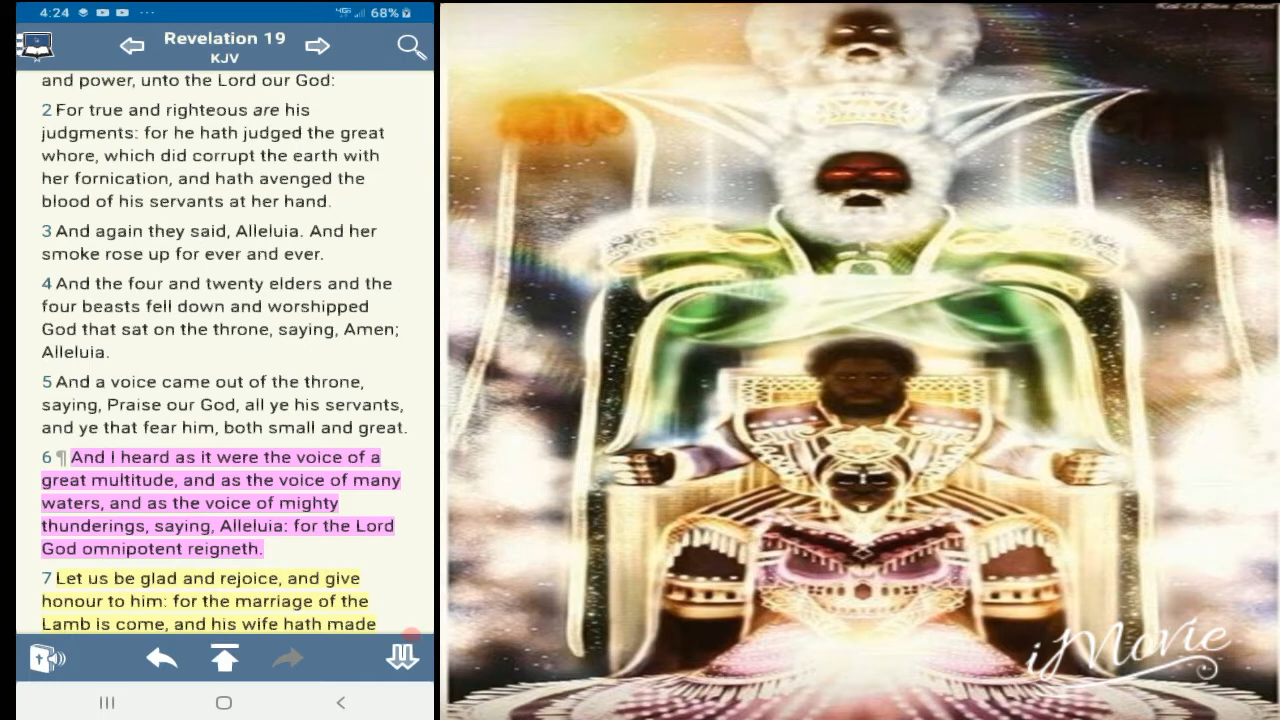 4:24
68%
Revelation 19
KJV
and power, unto the Lord our God:
2 For true and righteous are his
judgments: for he hath judged the great
whore, which did corrupt the earth with
her fornication, and hath avenged the
blood of his servants at her hand.
3 And again they said, Alleluia. And her
smoke rose up for ever and ever.
4 And the four and twenty elders and the
four beasts fell down and worshipped
God that sat on the throne, saying, Amen;
Alleluia.
5 And a voice came out of the throne,
saying, Praise our God, all ye his servants,
and ye that fear him, both small and great.
6 ¶ And I heard as it were the voice of a
great multitude, and as the voice of many
waters, and as the voice of mighty
thunderings, saying, Alleluia: for the Lord
God omnipotent reigneth.
7 Let us be glad and rejoice, and give
honour to him: for the marriage of the
Lamb is come, and his wife hath made
iMovie